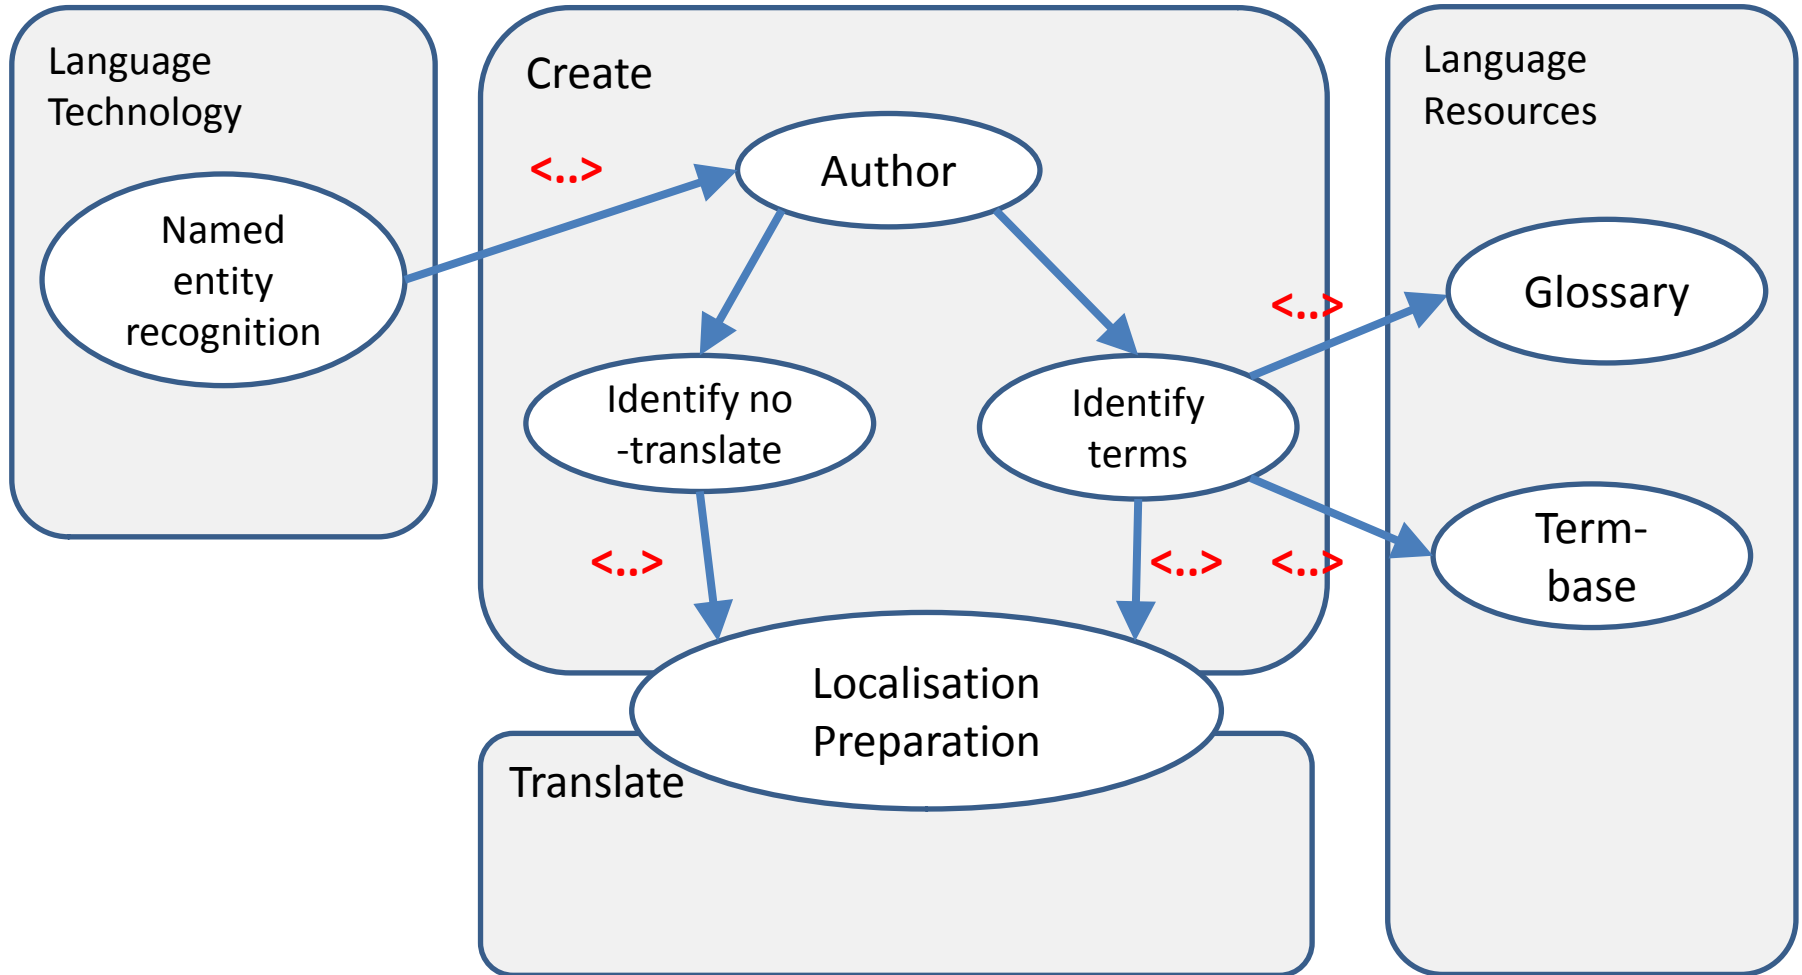 Language
Technology
Named
entity
recognition
Create
<..>
Author
Identify no
-translate
Identify
terms
<..>
<..>
<..>
<..>
Localisation
Preparation
Translate
Language
Resources
Glossary
Term-
base